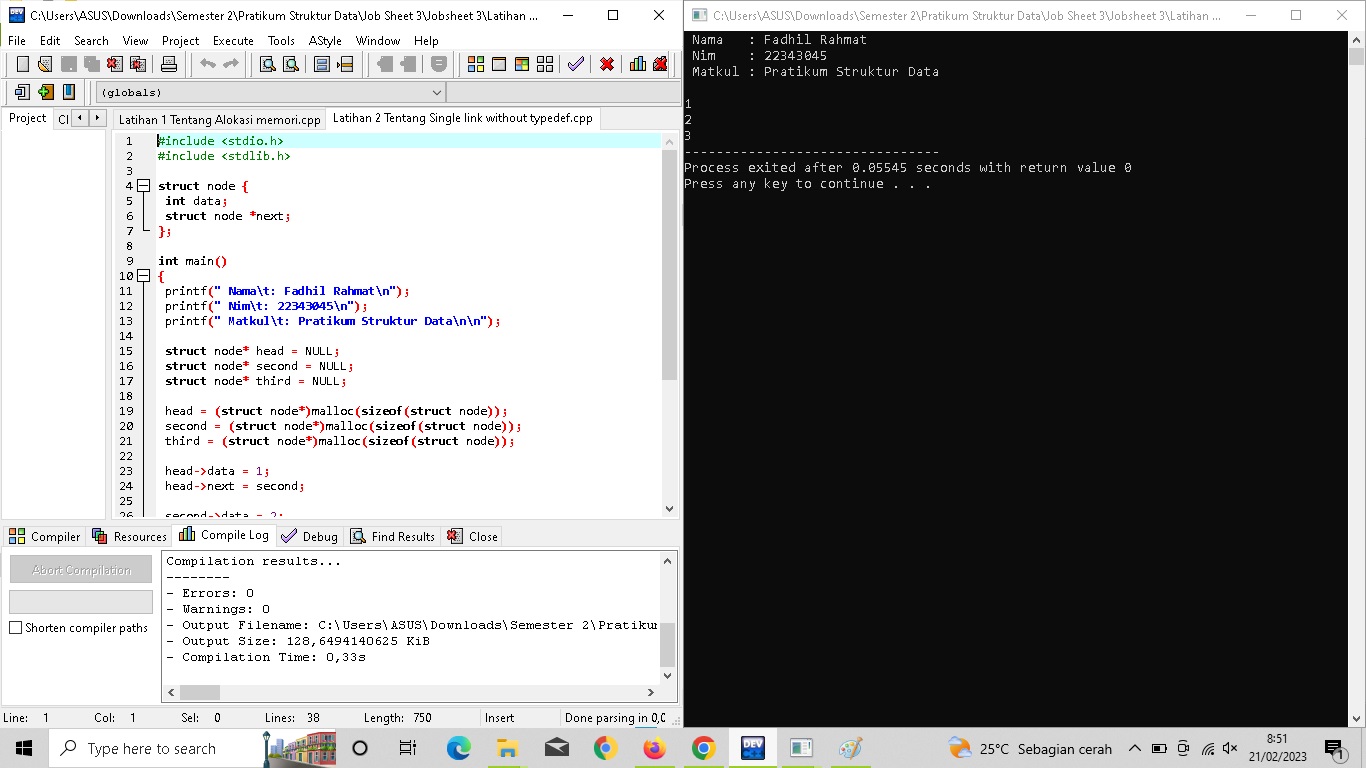 C:\Users\ASUS\Downloads\Semester 2\Pratikum Struktur Data\Job Sheet 3\Jobsheet 3\Latihan ...
File Edit Search View Project Execute Tools AStyle Window Help
(globals)
Project Cl
Latihan 1 Tentang Alokasi memori.cpp Latihan 2 Tentang Single link without typedef.cpp
1 #include <stdio.h>
2 #include <stdlib.h>
3
4 struct node {
5 int data;
6 struct node *next;
7 };
8
9 int main()
10 {
11 printf(" Nama\t: Fadhil Rahmat\n");
12 printf(" Nim\t: 22343045\n");
13 printf(" Matkul\t: Pratikum Struktur Data\n\n");
14
15 struct node* head = NULL;
16 struct node* second = NULL;
17 struct node* third = NULL;
18
19 head = (struct node*)malloc(sizeof(struct node));
20 second = (struct node*)malloc(sizeof(struct node));
21 third = (struct node*)malloc(sizeof(struct node));
22
23 head->data = 1;
24 head->next = second;
25
26 second->data = 2;
Compiler Resources Compile Log Debug Find Results Close
Abort Compilation
Shorten compiler paths
Compilation results...
--------
- Errors: 0
- Warnings: 0
- Output Filename: C:\Users\ASUS\Downloads\Semester 2\Pratikum
- Output Size: 128,6494140625 KiB
- Compilation Time: 0,33s
Line: 1 Col: 1 Sel: 0 Lines: 38 Length: 750 Insert Done parsing in 0,0
C:\Users\ASUS\Downloads\Semester 2\Pratikum Struktur Data\Job Sheet 3\Jobsheet 3\Latihan ...
Nama : Fadhil Rahmat
Nim : 22343045
Matkul : Pratikum Struktur Data
1
2
3
--------------------------------
Process exited after 0.05545 seconds with return value 0
Press any key to continue . . .
Type here to search
DEV
25°C Sebagian cerah
8:51
21/02/2023
1